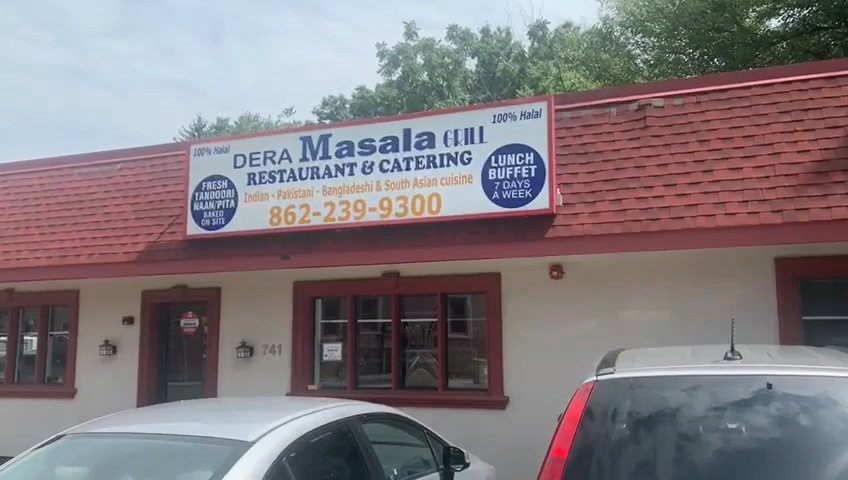 100% Halal
100% Halal
DERA Masala GRILL
RESTAURANT & CATERING
Indian - Pakistani - Bangladeshi & South Asian cuisine
862-239-9300
FRESH
TANDOORI
NAAN/PITA
BAKED
ON SITE
LUNCH
BUFFET
7 DAYS
A WEEK
741